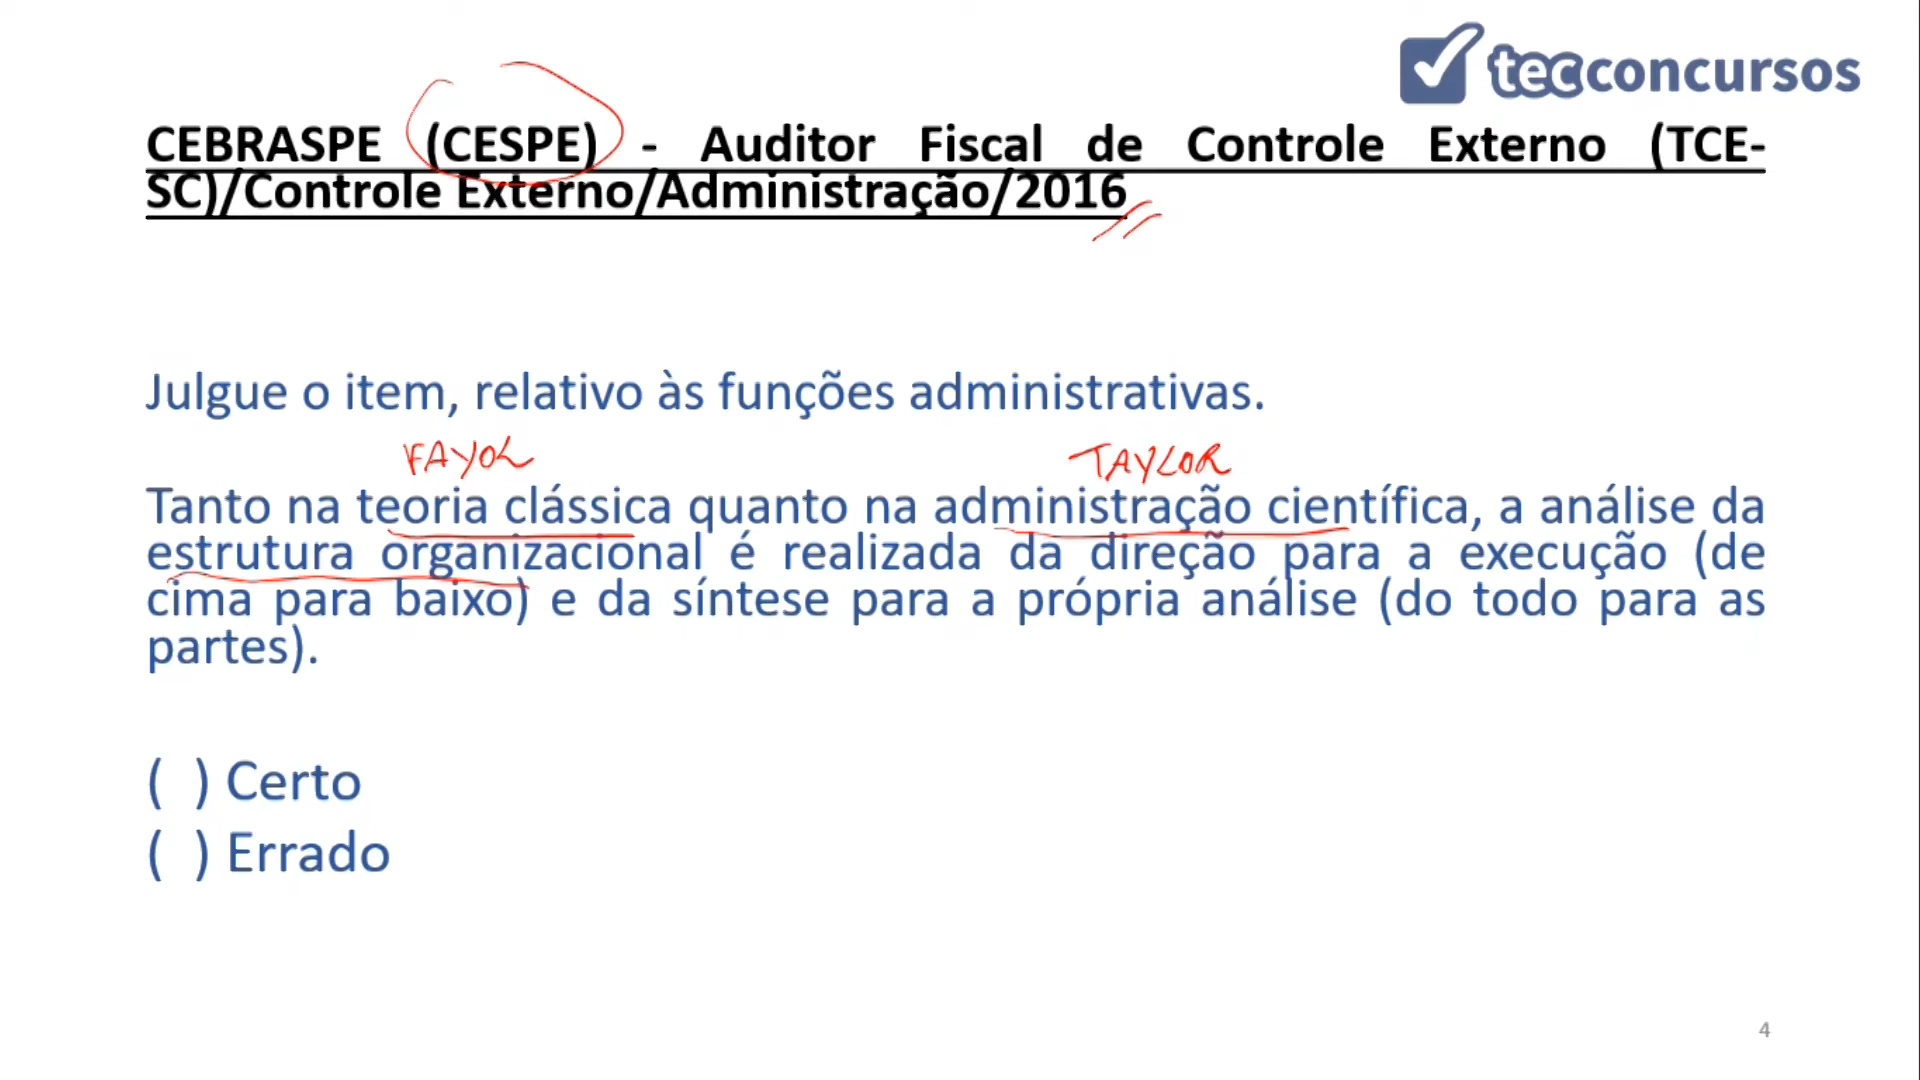 tecconcursos
CEBRASPE (CESPE) - Auditor Fiscal de Controle Externo (TCE-
SC)/Controle Externo/Administração/2016
Julgue o item, relativo às funções administrativas.
FAYOL TAYLOR
Tanto na teoria clássica quanto na administração científica, a análise da
estrutura organizacional é realizada da direção para a execução (de
cima para baixo) e da síntese para a própria análise (do todo para as
partes).
( ) Certo
( ) Errado
4